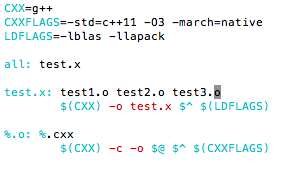 CXX=g++
CXXFLAGS=-std=c++11 -O3 -march=native
LDFLAGS=-lblas -llapack
all: test.x
test.x: test1.o test2.o test3.o
$(CXX) -o test.x $^ $(LDFLAGS)
%.o: %.cxx
$(CXX) -c -o $@ $^ $(CXXFLAGS)